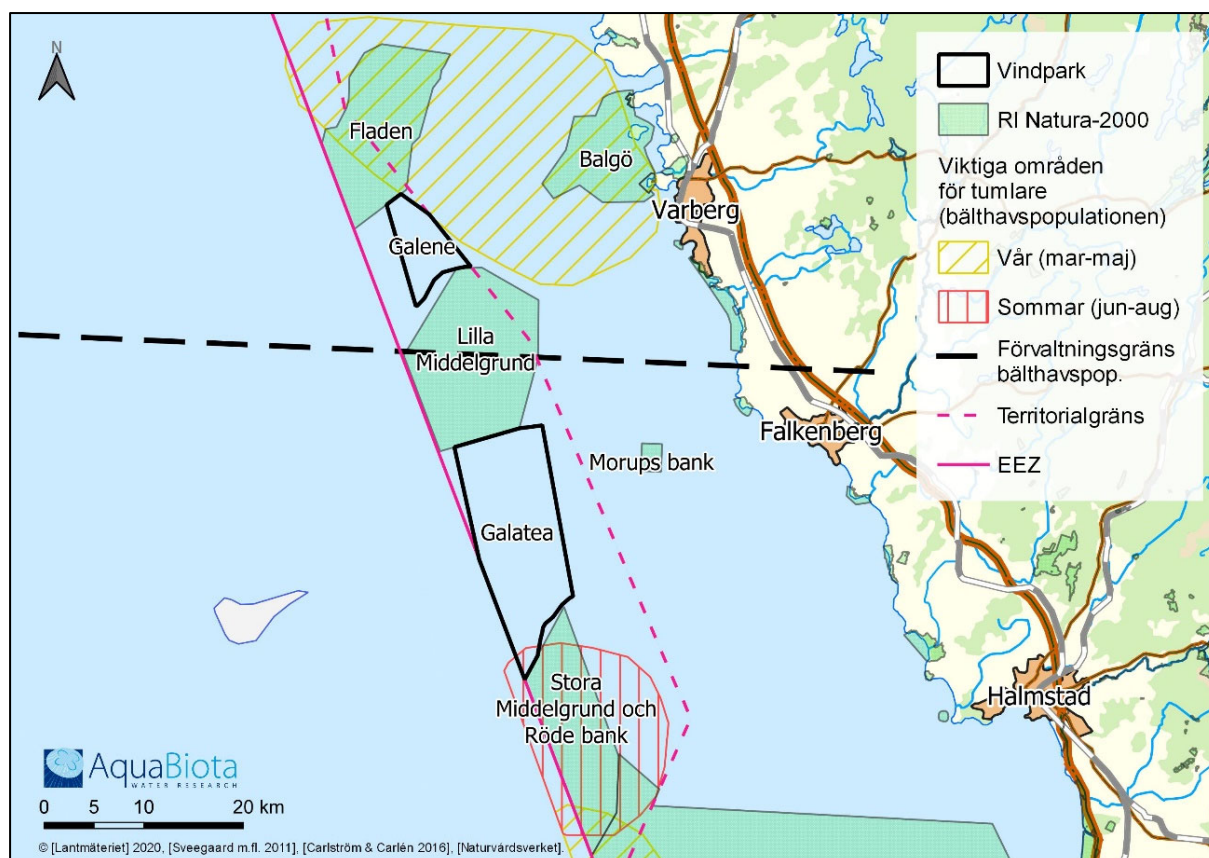 N
Fladen
Balgö
Varberg
Galene
Lilla
Middelgrund
Falkenberg
Morups bank
Galatea
Stora
Middelgrund och
Röde bank
Halmstad
Vindpark
RI Natura-2000
Viktiga områden
för tumlare
(bälthavspopulationen)
Vår (mar-maj)
Sommar (jun-aug)
Förvaltningsgräns
bälthavspop.
Territorialgräns
EEZ
AquaBiota
WATER RESEARCH
0 5 10 20 km
© [Lantmäteriet] 2020, [Sveegaard m.fl. 2011], [Carlström & Carlén 2016], [Naturvårdsverket].